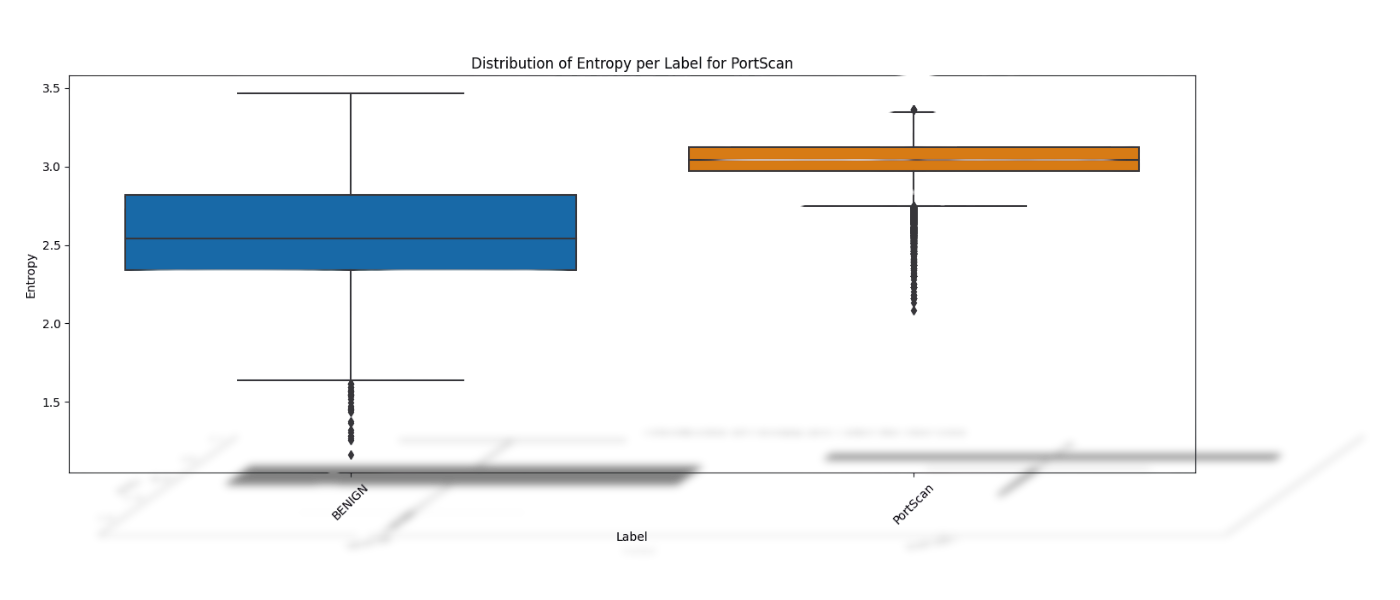 Distribution of Entropy per Label for PortScan
3.5
3.0
2.5
2.0
1.5
Entropy
BENIGN
PortScan
Label